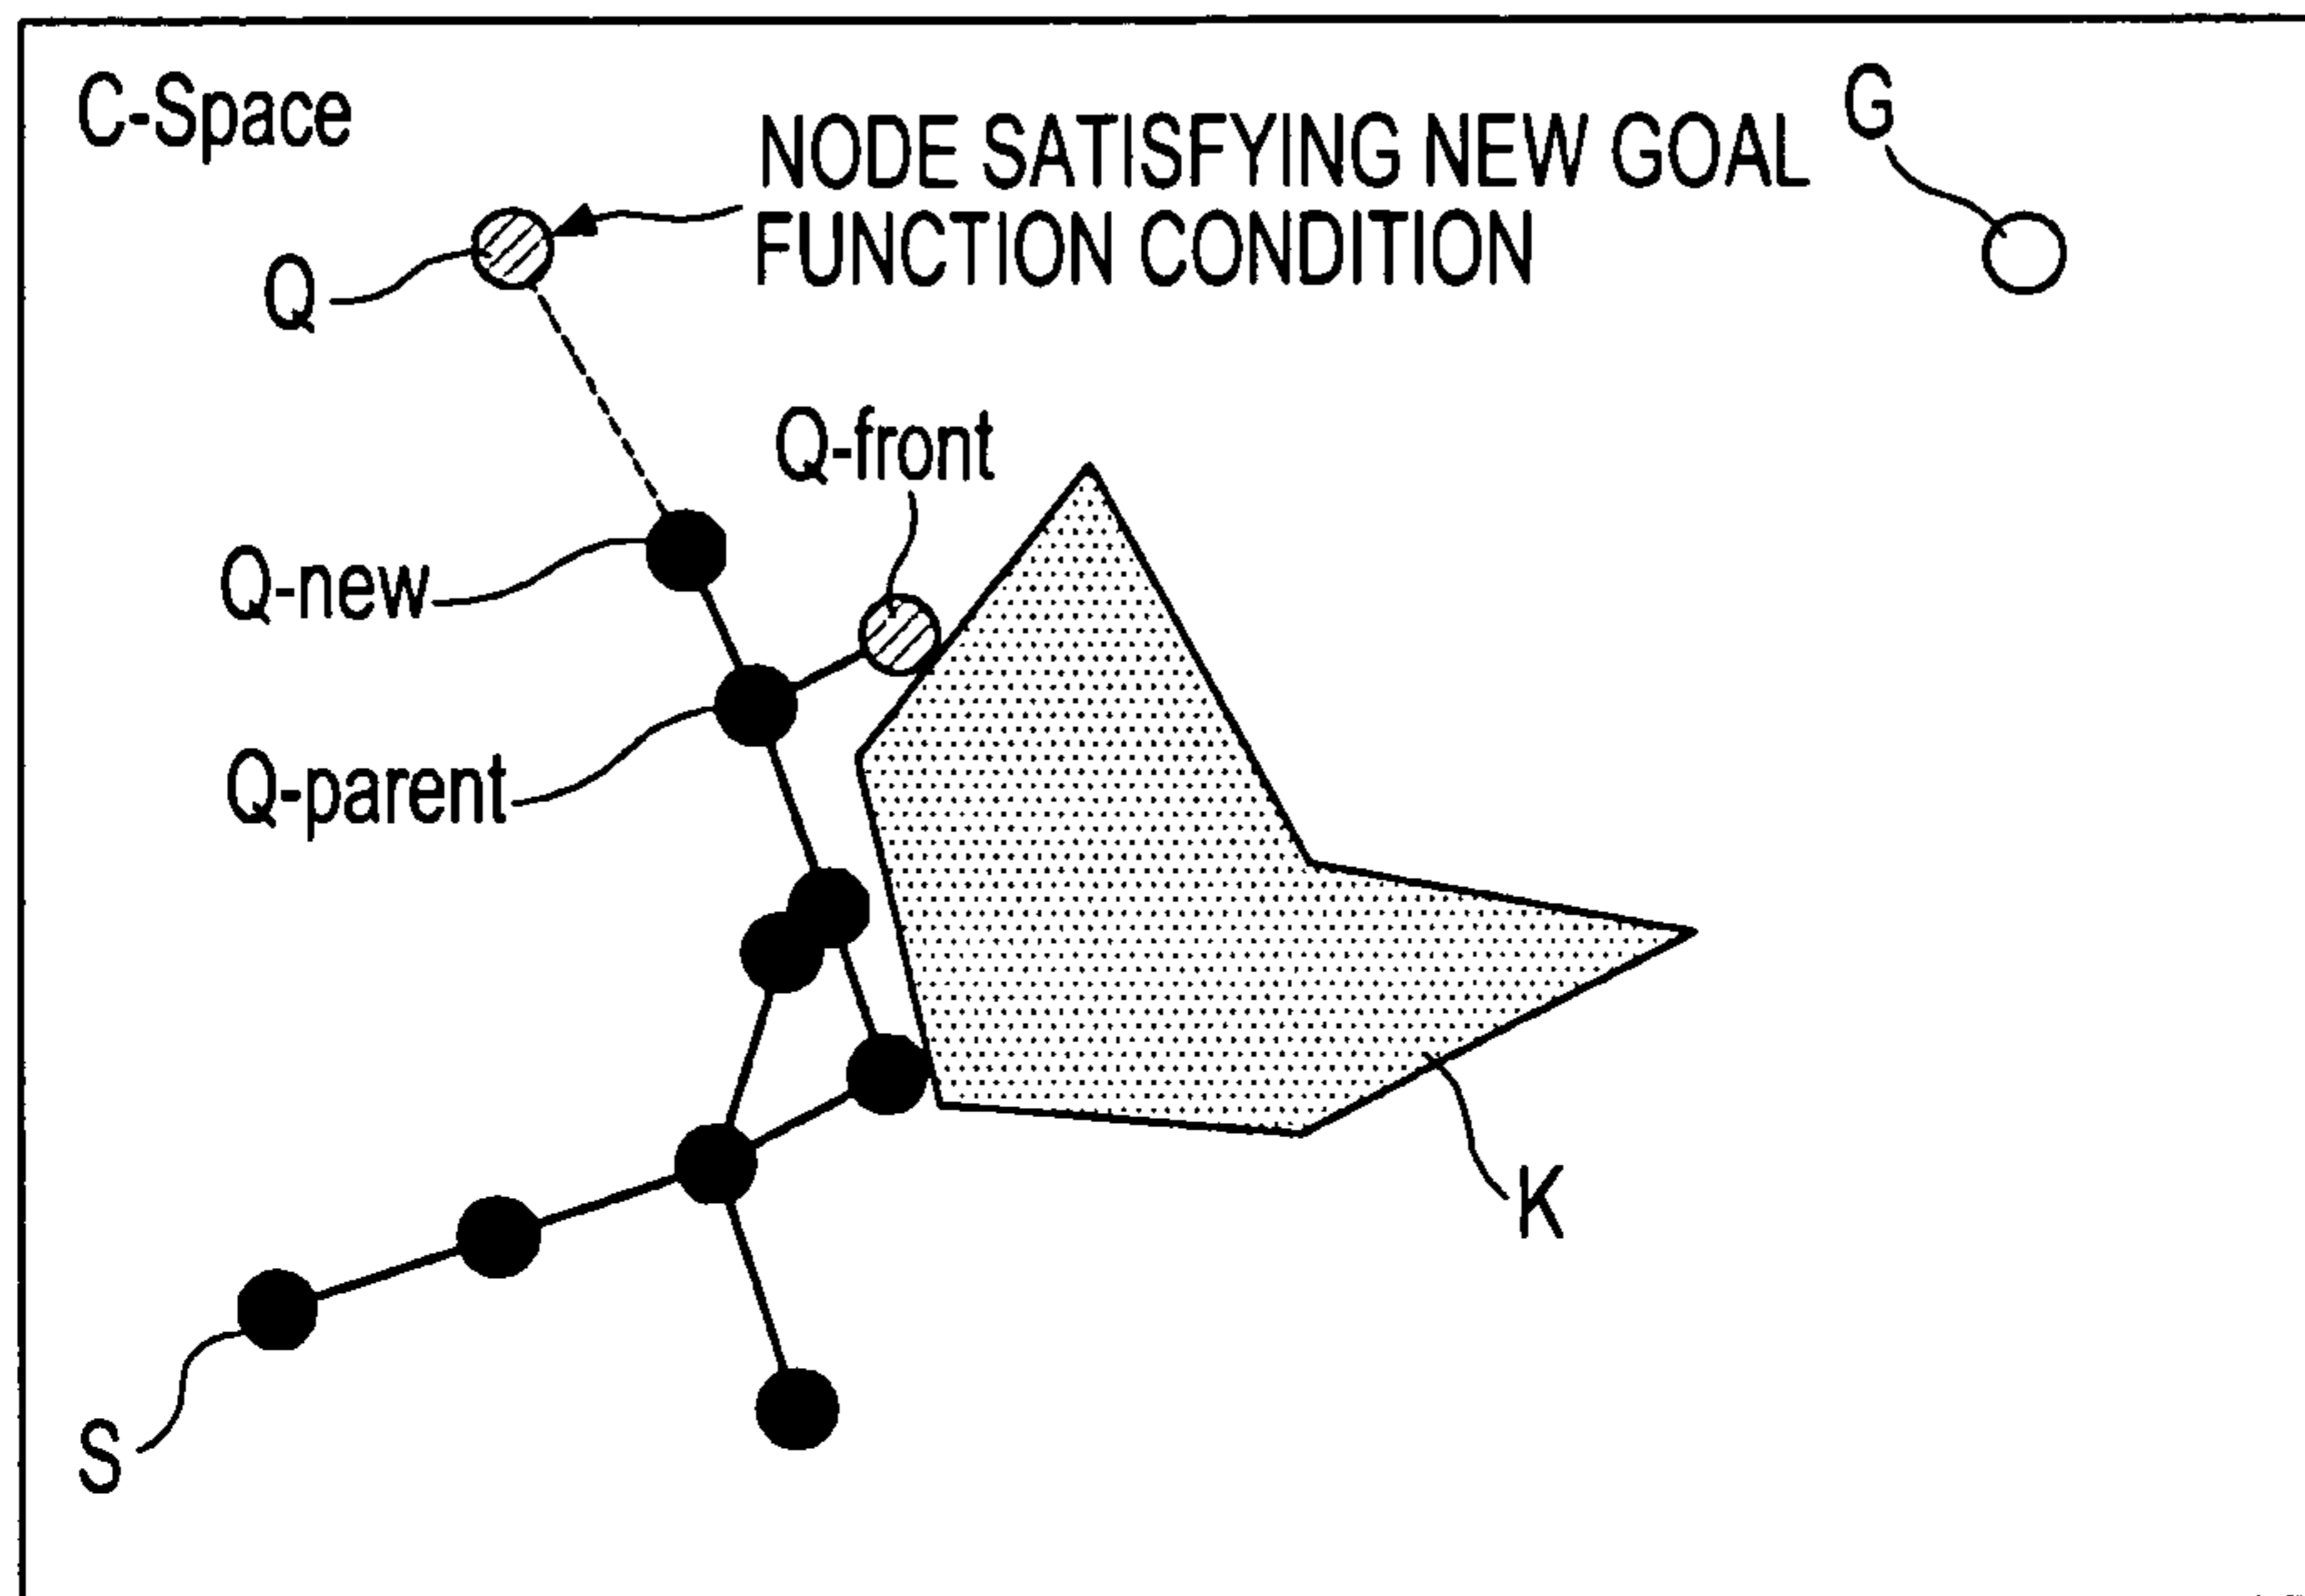 C-Space
G
NODE SATISFYING NEW GOAL
FUNCTION CONDITION
Q
Q-front
Q-new
Q-parent
K
S